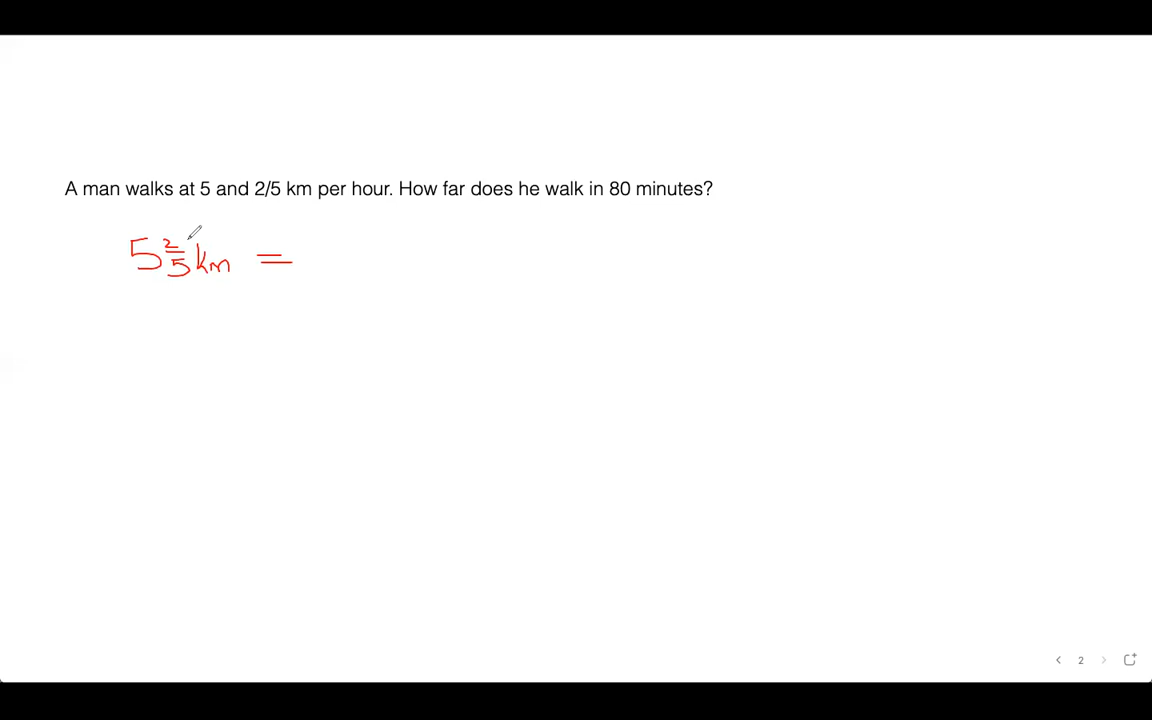 A man walks at 5 and 2/5 km per hour. How far does he walk in 80 minutes?
5 2/5 km =
2